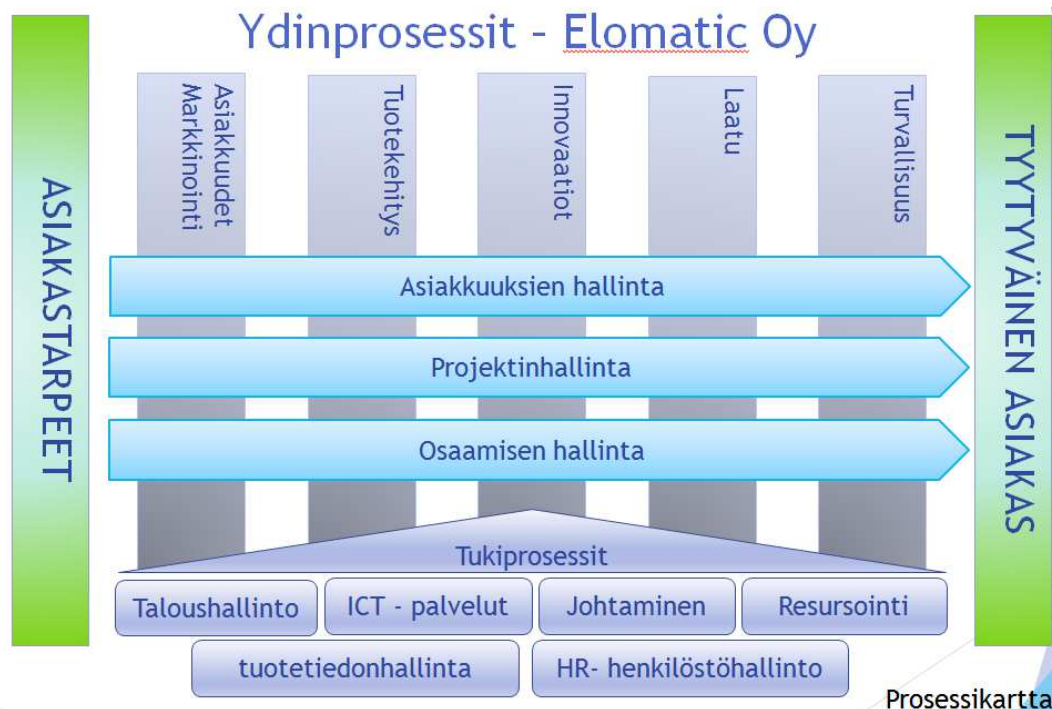 Ydinprosessit - Elomatic Oy
ASIAKASTARPEET
Asiakkuudet
Markkinointi
Tuotekehitys
Innovaatiot
Laatu
Turvallisuus
TYYTYVÄINEN ASIAKAS
Asiakkuuksien hallinta
Projektinhallinta
Osaamisen hallinta
Tukiprosessit
Taloushallinto
ICT - palvelut
Johtaminen
Resursointi
tuotetiedonhallinta
HR- henkilöstöhallinto
Prosessikartta